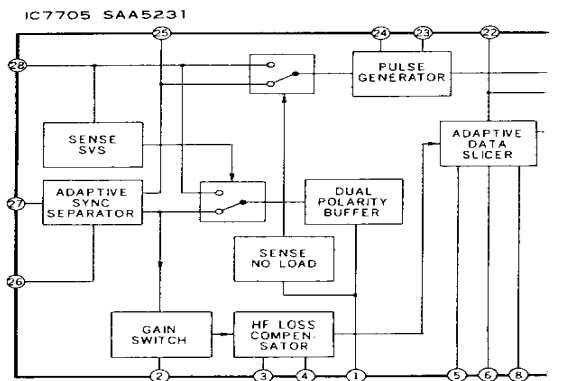 IC7705 SAA5231
25
24
23
22
28
PULSE
GENERATOR
SENSE
SVS
ADAPTIVE
DATA
SLICER
27
ADAPTIVE
SYNC
SEPARATOR
DUAL
POLARITY
BUFFER
SENSE
NO LOAD
26
GAIN
SWITCH
HF LOSS
COMPEN-
SATOR
2
3
4
1
5
6
8